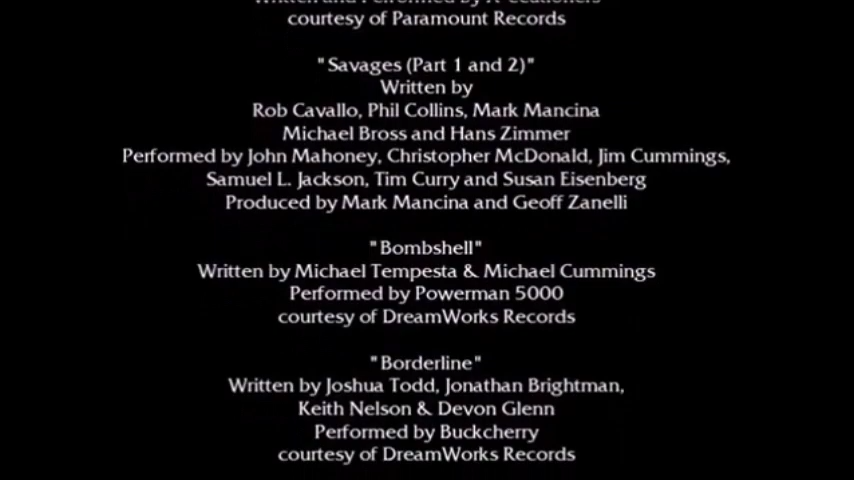 courtesy of Paramount Records
"Savages (Part 1 and 2)"
Written by
Rob Cavallo, Phil Collins, Mark Mancina
Michael Bross and Hans Zimmer
Performed by John Mahoney, Christopher McDonald, Jim Cummings,
Samuel L. Jackson, Tim Curry and Susan Eisenberg
Produced by Mark Mancina and Geoff Zanelli
"Bombshell"
Written by Michael Tempesta & Michael Cummings
Performed by Powerman 5000
courtesy of DreamWorks Records
"Borderline"
Written by Joshua Todd, Jonathan Brightman,
Keith Nelson & Devon Glenn
Performed by Buckcherry
courtesy of DreamWorks Records